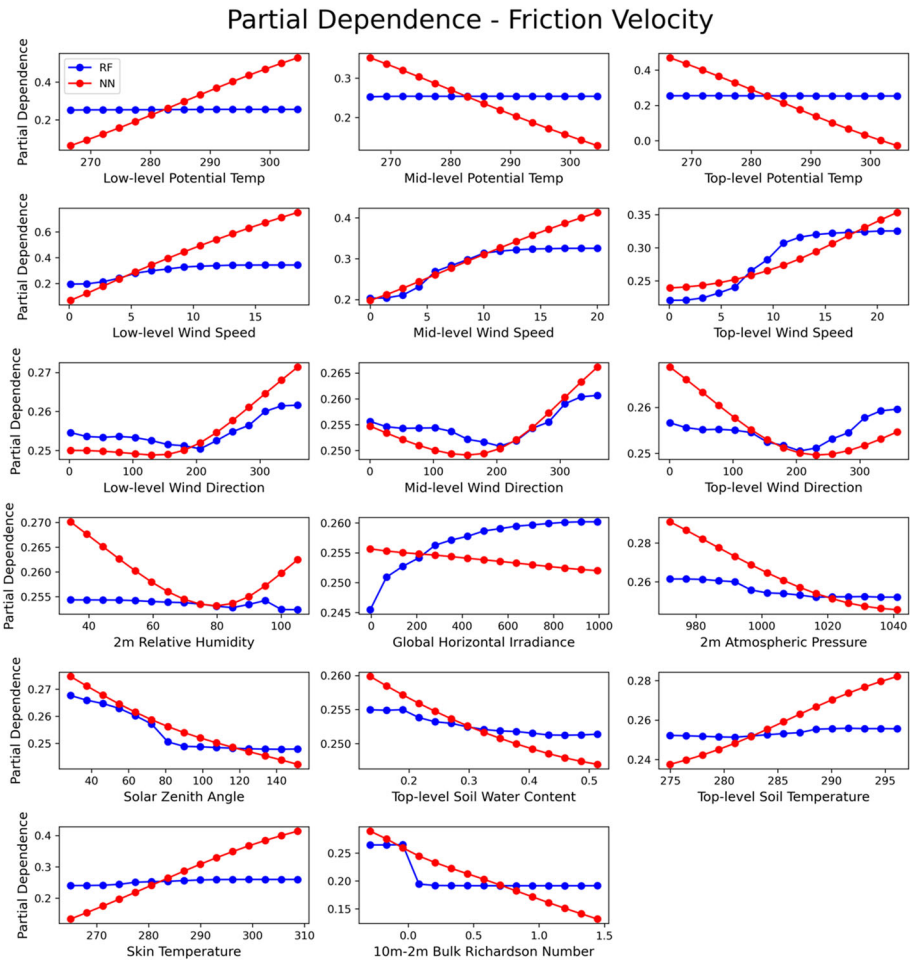 Partial Dependence - Friction Velocity
Partial Dependence
RF
NN
0.4
0.2
270 280 290 300
Low-level Potential Temp
0.3
0.2
270 280 290 300
Mid-level Potential Temp
0.4
0.2
0.0
270 280 290 300
Top-level Potential Temp
Partial Dependence
0.6
0.4
0.2
0 5 10 15
Low-level Wind Speed
0.4
0.3
0.2
0 5 10 15 20
Mid-level Wind Speed
0.35
0.30
0.25
0 5 10 15 20
Top-level Wind Speed
Partial Dependence
0.27
0.26
0.25
0 100 200 300
Low-level Wind Direction
0.265
0.260
0.255
0.250
0 100 200 300
Mid-level Wind Direction
0.26
0.25
0 100 200 300
Top-level Wind Direction
Partial Dependence
0.270
0.265
0.260
0.255
40 60 80 100
2m Relative Humidity
0.260
0.255
0.250
0.245
0 200 400 600 800 1000
Global Horizontal Irradiance
0.28
0.26
980 1000 1020 1040
2m Atmospheric Pressure
Partial Dependence
0.27
0.26
0.25
40 60 80 100 120 140
Solar Zenith Angle
0.260
0.255
0.250
0.2 0.3 0.4 0.5
Top-level Soil Water Content
0.28
0.26
0.24
275 280 285 290 295
Top-level Soil Temperature
Partial Dependence
0.4
0.3
0.2
270 280 290 300 310
Skin Temperature
0.25
0.20
0.15
0.0 0.5 1.0 1.5
10m-2m Bulk Richardson Number